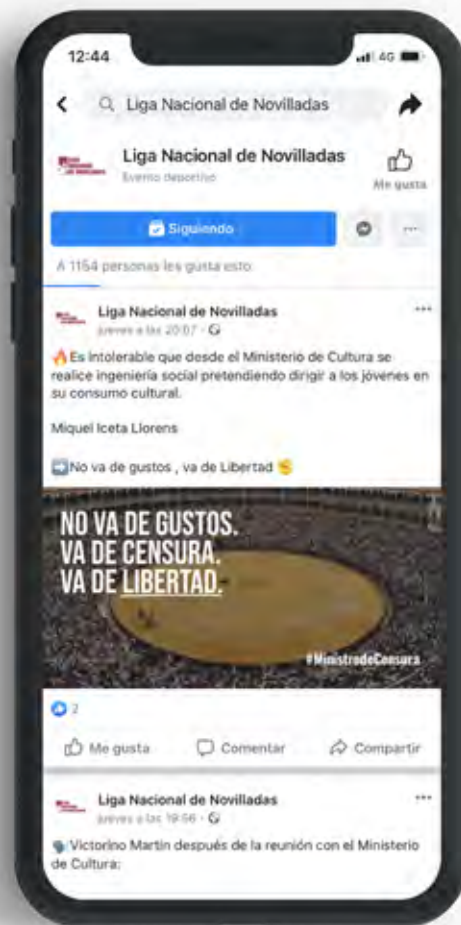 12:44
4G
Liga Nacional de Novilladas
Liga Nacional de Novilladas
Evento deportivo
Me gusta
Siguiendo
A 1154 personas les gusta esto
Liga Nacional de Novilladas
jueves a las 20:07
Es intolerable que desde el Ministerio de Cultura se
realice ingeniería social pretendiendo dirigir a los jóvenes en
su consumo cultural.
Miquel Iceta Llorens
No va de gustos , va de Libertad
NO VA DE GUSTOS.
VA DE CENSURA.
VA DE LIBERTAD.
#MinistrodeCensura
2
Me gusta
Comentar
Compartir
Liga Nacional de Novilladas
jueves a las 19:56
Victorino Martín después de la reunión con el Ministerio
de Cultura: